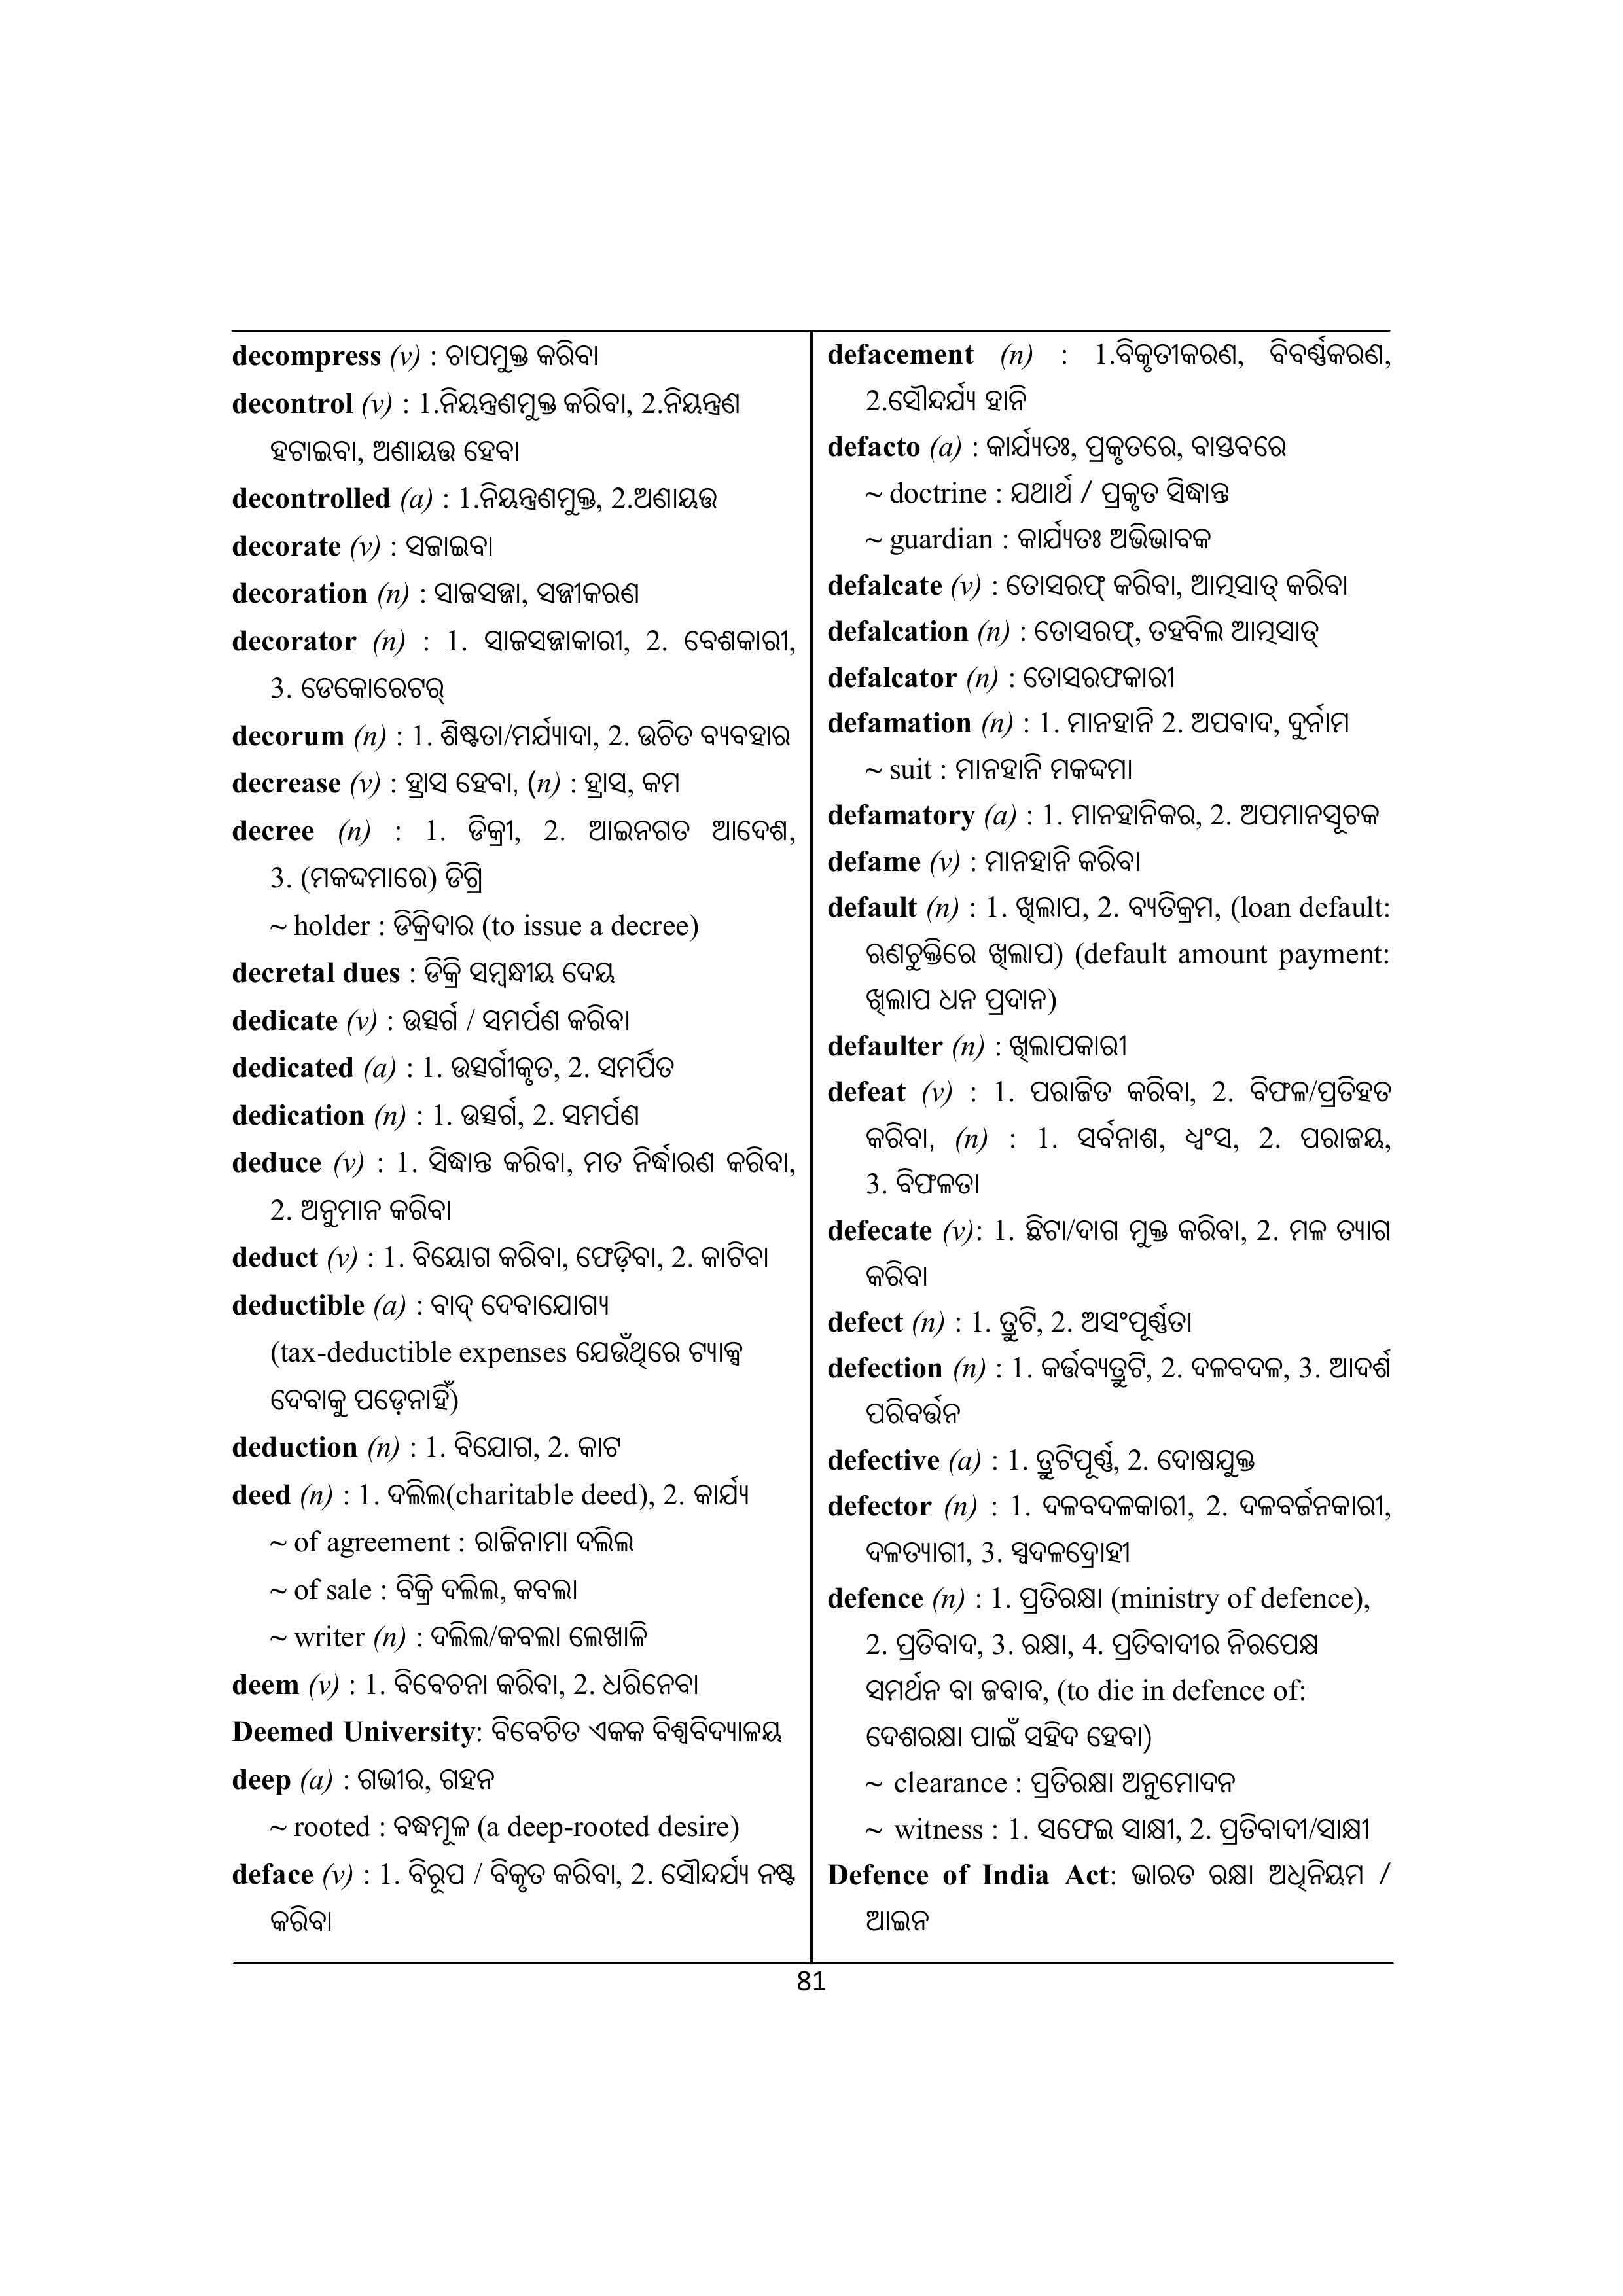 decompress (v) : ଚାପମୁକ୍ତ କରିବା
decontrol (v) : 1.ନିୟନ୍ତ୍ରଣମୁକ୍ତ କରିବା, 2.ନିୟନ୍ତ୍ରଣ
ହଟାଇବା, ଅଣାୟତ୍ତ ହେବା
decontrolled (a) : 1.ନିୟନ୍ତ୍ରଣମୁକ୍ତ, 2.ଅଣାୟତ୍ତ
decorate (v) : ସଜାଇବା
decoration (n) : ସାଜସଜ୍ଜା, ସଜ୍ଜୀକରଣ
decorator (n) : 1. ସାଜସଜ୍ଜାକାରୀ, 2. ବେଶକାରୀ,
3. ଡେକୋରେଟର୍
decorum (n) : 1. ଶିଷ୍ଟତା/ମର୍ଯ୍ୟାଦା, 2. ଉଚିତ ବ୍ୟବହାର
decrease (v) : ହ୍ରାସ ହେବା, (n) : ହ୍ରାସ, କମ
decree (n) : 1. ଡିକ୍ରୀ, 2. ଆଇନଗତ ଆଦେଶ,
3. (ମକଦ୍ଦମାରେ) ଡିଗ୍ରି
~ holder : ଡିକ୍ରିଦାର (to issue a decree)
decretal dues : ଡିକ୍ରି ସମ୍ବନ୍ଧୀୟ ଦେୟ
dedicate (v) : ଉତ୍ସର୍ଗ / ସମର୍ପଣ କରିବା
dedicated (a) : 1. ଉତ୍ସର୍ଗୀକୃତ, 2. ସମର୍ପିତ
dedication (n) : 1. ଉତ୍ସର୍ଗ, 2. ସମର୍ପଣ
deduce (v) : 1. ସିଦ୍ଧାନ୍ତ କରିବା, ମତ ନିର୍ଦ୍ଧାରଣ କରିବା,
2. ଅନୁମାନ କରିବା
deduct (v) : 1. ବିୟୋଗ କରିବା, ଫେଡ଼ିବା, 2. କାଟିବା
deductible (a) : ବାଦ୍ ଦେବାଯୋଗ୍ୟ
(tax-deductible expenses ଯେଉଁଥିରେ ଟ୍ୟାକ୍ସ
ଦେବାକୁ ପଡ଼େନାହିଁ)
deduction (n) : 1. ବିଯୋଗ, 2. କାଟ
deed (n) : 1. ଦଲିଲ(charitable deed), 2. କାର୍ଯ୍ୟ
~ of agreement : ରାଜିନାମା ଦଲିଲ
~ of sale : ବିକ୍ରି ଦଲିଲ, କବଲା
~ writer (n) : ଦଲିଲ/କବଲା ଲେଖାଳି
deem (v) : 1. ବିବେଚନା କରିବା, 2. ଧରିନେବା
Deemed University: ବିବେଚିତ ଏକକ ବିଶ୍ୱବିଦ୍ୟାଳୟ
deep (a) : ଗଭୀର, ଗହନ
~ rooted : ବଦ୍ଧମୂଳ (a deep-rooted desire)
deface (v) : 1. ବିରୂପ / ବିକୃତ କରିବା, 2. ସୌନ୍ଦର୍ଯ୍ୟ ନଷ୍ଟ
କରିବା
defacement (n) : 1.ବିକୃତୀକରଣ, ବିବର୍ଣ୍ଣକରଣ,
2.ସୌନ୍ଦର୍ଯ୍ୟ ହାନି
defacto (a) : କାର୍ଯ୍ୟତଃ, ପ୍ରକୃତରେ, ବାସ୍ତବରେ
~ doctrine : ଯଥାର୍ଥ / ପ୍ରକୃତ ସିଦ୍ଧାନ୍ତ
~ guardian : କାର୍ଯ୍ୟତଃ ଅଭିଭାବକ
defalcate (v) : ତୋସରଫ୍ କରିବା, ଆତ୍ମସାତ୍ କରିବା
defalcation (n) : ତୋସରଫ୍, ତହବିଲ ଆତ୍ମସାତ୍
defalcator (n) : ତୋସରଫକାରୀ
defamation (n) : 1. ମାନହାନି 2. ଅପବାଦ, ଦୁର୍ନାମ
~ suit : ମାନହାନି ମକଦ୍ଦମା
defamatory (a) : 1. ମାନହାନିକର, 2. ଅପମାନସୂଚକ
defame (v) : ମାନହାନି କରିବା
default (n) : 1. ଖିଲାପ, 2. ବ୍ୟତିକ୍ରମ, (loan default:
ଋଣଚୁକ୍ତିରେ ଖିଲାପ) (default amount payment:
ଖିଲାପ ଧନ ପ୍ରଦାନ)
defaulter (n) : ଖିଲାପକାରୀ
defeat (v) : 1. ପରାଜିତ କରିବା, 2. ବିଫଳ/ପ୍ରତିହତ
କରିବା, (n) : 1. ସର୍ବନାଶ, ଧ୍ୱଂସ, 2. ପରାଜୟ,
3. ବିଫଳତା
defecate (v): 1. ଛିଟା/ଦାଗ ମୁକ୍ତ କରିବା, 2. ମଳ ତ୍ୟାଗ
କରିବା
defect (n) : 1. ତ୍ରୁଟି, 2. ଅସଂପୂର୍ଣ୍ଣତା
defection (n) : 1. କର୍ତ୍ତବ୍ୟତ୍ରୁଟି, 2. ଦଳବଦଳ, 3. ଆଦର୍ଶ
ପରିବର୍ତ୍ତନ
defective (a) : 1. ତ୍ରୁଟିପୂର୍ଣ୍ଣ, 2. ଦୋଷଯୁକ୍ତ
defector (n) : 1. ଦଳବଦଳକାରୀ, 2. ଦଳବର୍ଜନକାରୀ,
ଦଳତ୍ୟାଗୀ, 3. ସ୍ୱଦଳଦ୍ରୋହୀ
defence (n) : 1. ପ୍ରତିରକ୍ଷା (ministry of defence),
2. ପ୍ରତିବାଦ, 3. ରକ୍ଷା, 4. ପ୍ରତିବାଦୀର ନିରପେକ୍ଷ
ସମର୍ଥନ ବା ଜବାବ, (to die in defence of:
ଦେଶରକ୍ଷା ପାଇଁ ସହିଦ ହେବା)
~ clearance : ପ୍ରତିରକ୍ଷା ଅନୁମୋଦନ
~ witness : 1. ସଫେଇ ସାକ୍ଷୀ, 2. ପ୍ରତିବାଦୀ/ସାକ୍ଷୀ
Defence of India Act: ଭାରତ ରକ୍ଷା ଅଧିନିୟମ /
ଆଇନ
81